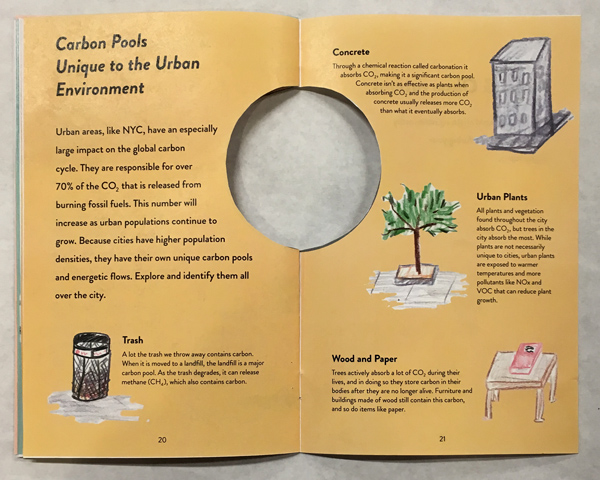 Carbon Pools
Unique to the Urban
Environment
Urban areas, like NYC, have an especially
large impact on the global carbon
cycle. They are responsible for over
70% of the CO₂ that is released from
burning fossil fuels. This number will
increase as urban populations continue to
grow. Because cities have higher population
densities, they have their own unique carbon pools
and energetic flows. Explore and identify them all
over the city.
Trash
A lot the trash we throw away contains carbon.
When it is moved to a landfill, the landfill is a major
carbon pool. As the trash degrades, it can release
methane (CH₄), which also contains carbon.
20
Concrete
Through a chemical reaction called carbonation it
absorbs CO₂, making it a significant carbon pool.
Concrete isn't as effective as plants when
absorbing CO₂ and the production of
concrete usually releases more CO₂
than what it eventually absorbs.
Urban Plants
All plants and vegetation
found throughout the city
absorb CO₂, but trees in the
city absorb the most. While
plants are not necessarily
unique to cities, urban plants
are exposed to warmer
temperatures and more
pollutants like NOx and
VOC that can reduce plant
growth.
Wood and Paper
Trees actively absorb a lot of CO₂ during their
lives, and in doing so they store carbon in their
bodies after they are no longer alive. Furniture and
buildings made of wood still contain this carbon,
and so do items like paper.
21